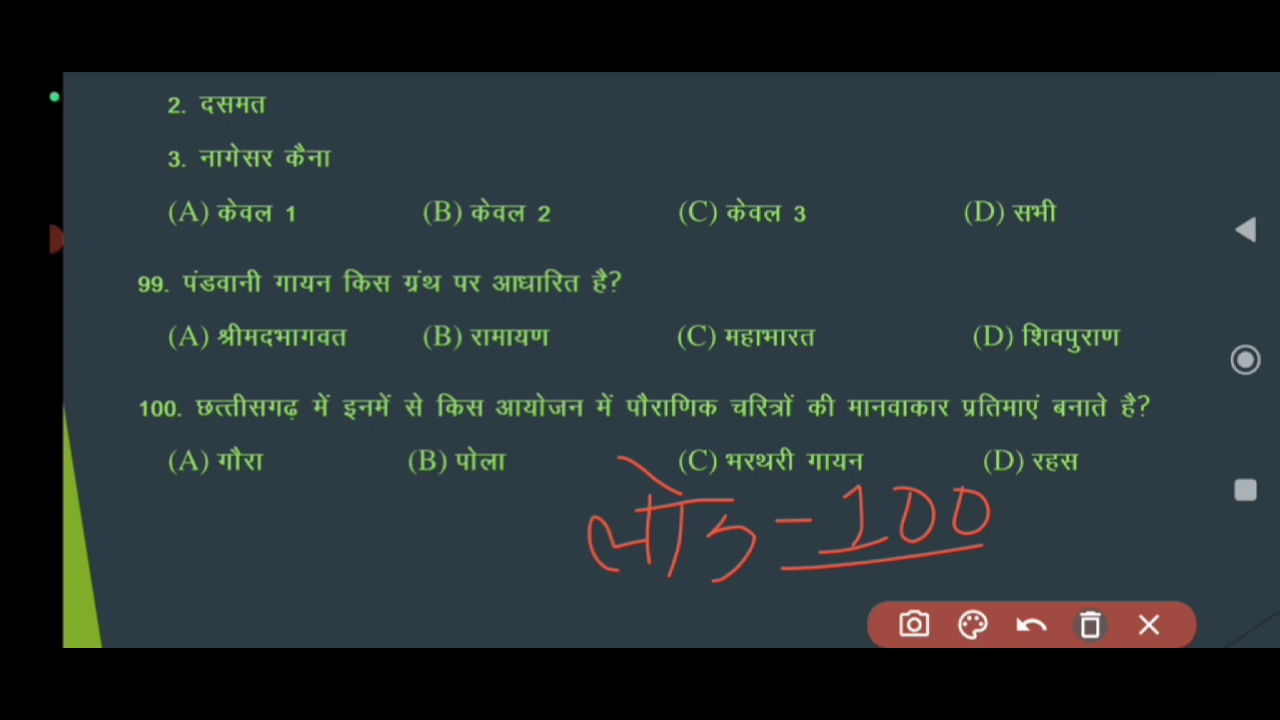 2. दसमत
3. नागेसर कैना
(A) केवल 1 (B) केवल 2 (C) केवल 3 (D) सभी
99. पंडवानी गायन किस ग्रंथ पर आधारित है?
(A) श्रीमदभागवत (B) रामायण (C) महाभारत (D) शिवपुराण
100. छत्तीसगढ़ में इनमें से किस आयोजन में पौराणिक चरित्रों की मानवाकार प्रतिमाएं बनाते है?
(A) गौरा (B) पोला (C) भरथरी गायन (D) रहस
- 100